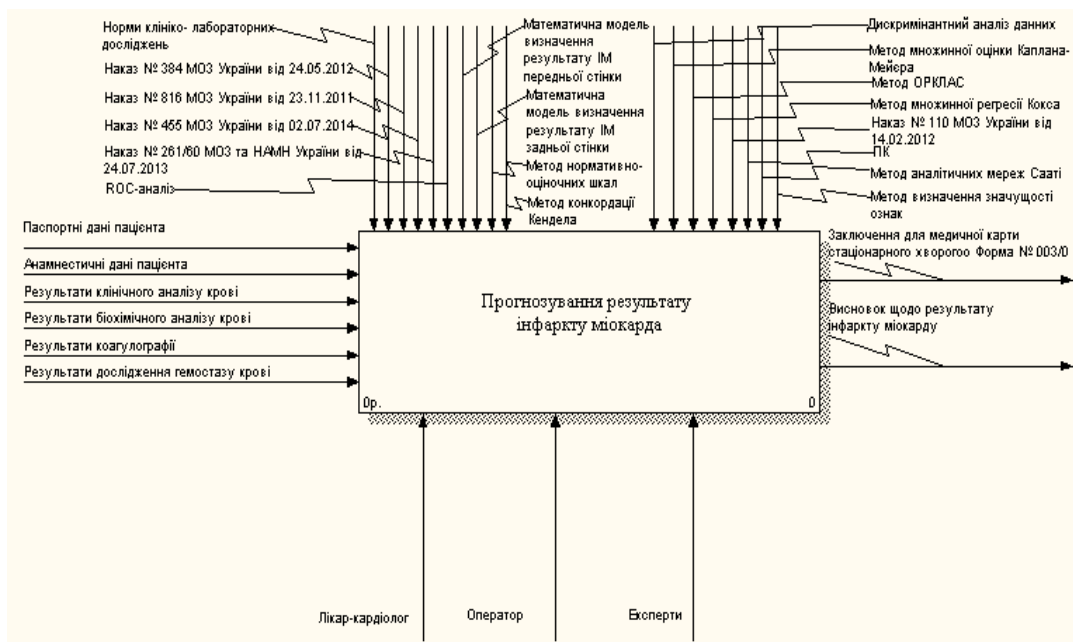 Норми клініко- лабораторних
досліджень
Наказ № 384 МОЗ України від 24.05.2012
Наказ № 816 МОЗ України від 23.11.2011
Наказ № 455 МОЗ України від 02.07.2014
Наказ № 261/60 МОЗ та НАМН України від
24.07.2013
ROC-аналіз
Математична модель
визначення
результату ІМ
передньої стінки
Математична
модель визначення
результату ІМ
задньої стінки
Метод нормативно-
оціночних шкал
Метод конкордації
Кендела
Дискримінантний аналіз данних
Метод множинної оцінки Каплана-
Мейєра
Метод ОРКЛАС
Метод множинної регресії Кокса
Наказ № 110 МОЗ України від
14.02.2012
ПК
Метод аналітичних мереж Сааті
Метод визначення значущості
ознак
Паспортні дані пацієнта
Анамнестичні дані пацієнта
Результати клінічного аналізу крові
Результати біохімічного аналізу крові
Результати коагулографії
Результати дослідження гемостазу крові
Прогнозування результату
інфаркту міокарда
0р.
0
Заключення для медичної карти
стаціонарного хворогоо Форма № 003/0
Висновок щодо результату
інфаркту міокарду
Лікар-кардіолог
Оператор
Експерти